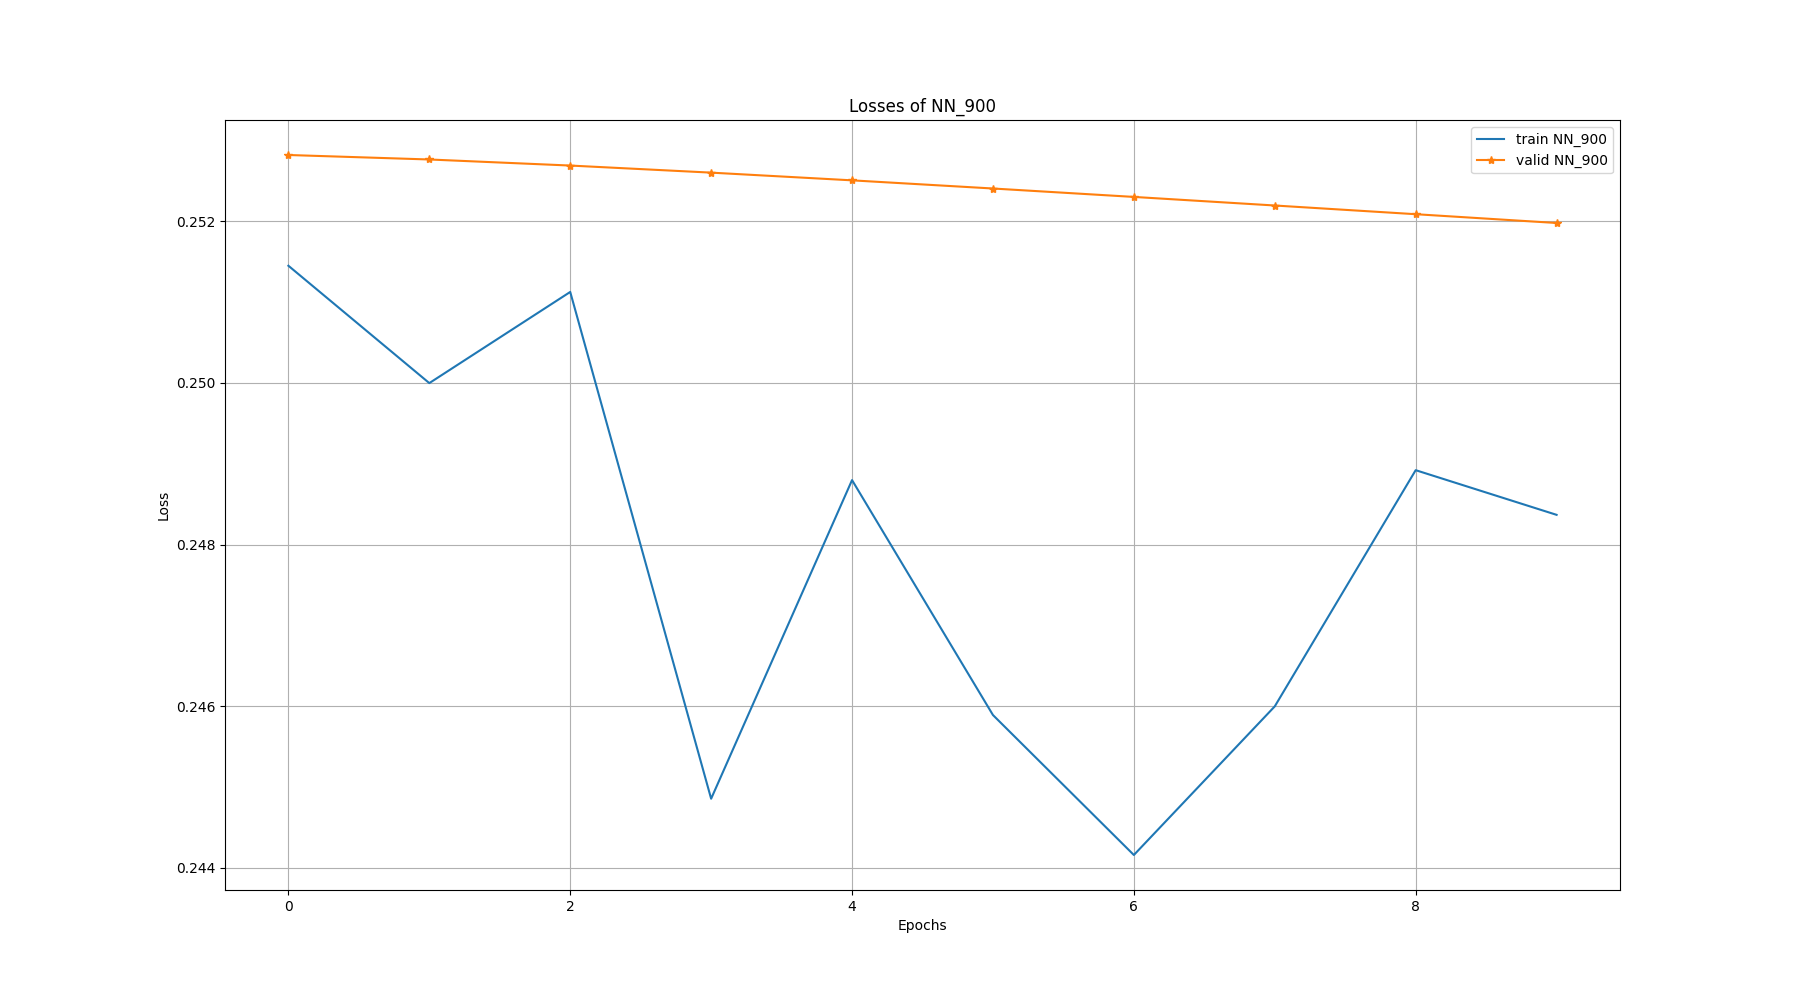 Losses of NN_900
train NN_900
valid NN_900
0.252
0.250
0.248
0.246
0.244
Loss
0 2 4 6 8
Epochs